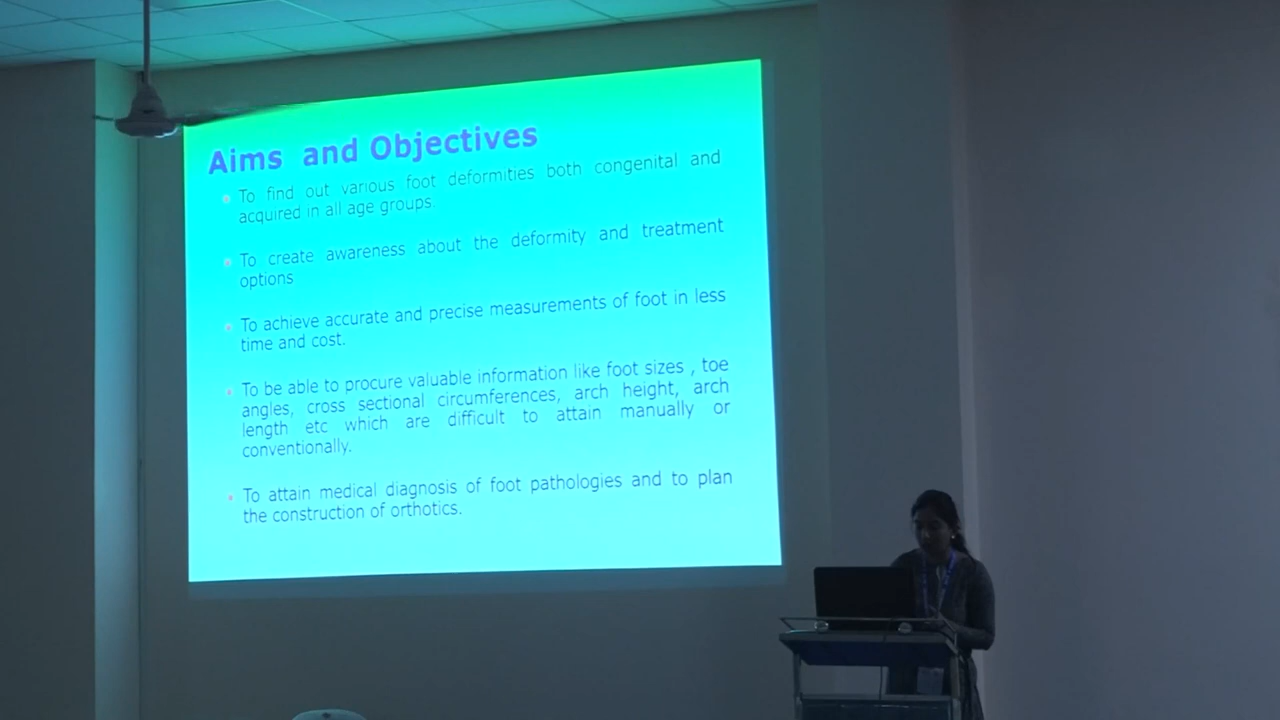 Aims and Objectives
To find out various foot deformities both congenital and
acquired in all age groups.
To create awareness about the deformity and treatment
options
To achieve accurate and precise measurements of foot in less
time and cost.
To be able to procure valuable information like foot sizes , toe
angles, cross sectional circumferences, arch height, arch
length etc which are difficult to attain manually or
conventionally.
To attain medical diagnosis of foot pathologies and to plan
the construction of orthotics.